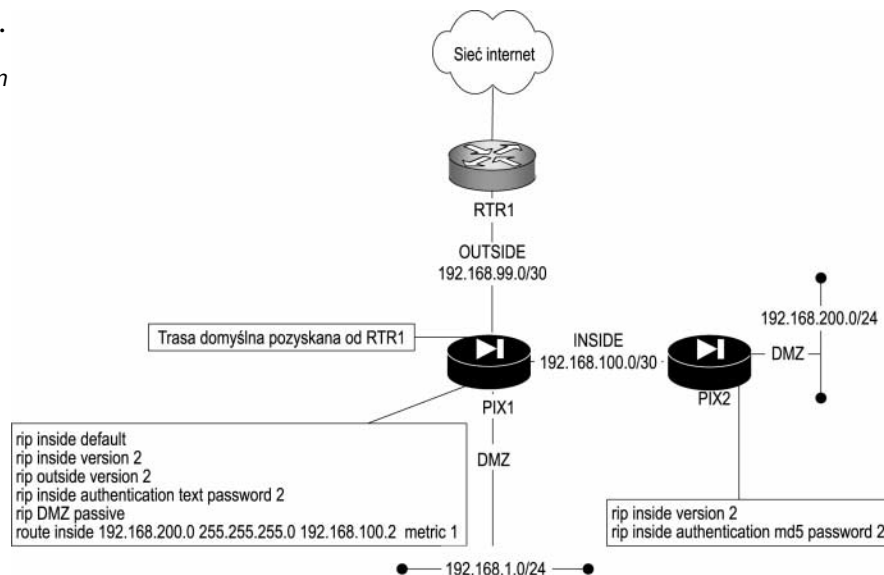 .
n
Sieć internet
RTR1
OUTSIDE
192.168.99.0/30
192.168.200.0/24
Trasa domyślna pozyskana od RTR1
INSIDE
192.168.100.0/30
DMZ
PIX1
PIX2
DMZ
rip inside default
rip inside version 2
rip outside version 2
rip inside authentication text password 2
rip DMZ passive
route inside 192.168.200.0 255.255.255.0 192.168.100.2 metric 1
rip inside version 2
rip inside authentication md5 password 2
192.168.1.0/24